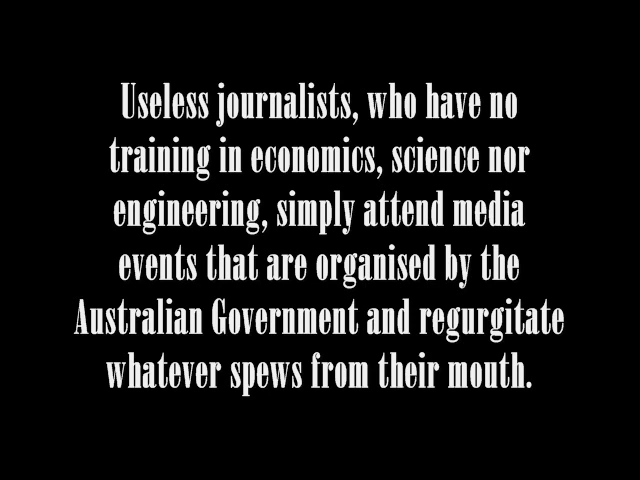 Useless journalists, who have no
training in economics, science nor
engineering, simply attend media
events that are organised by the
Australian Government and regurgitate
whatever spews from their mouth.